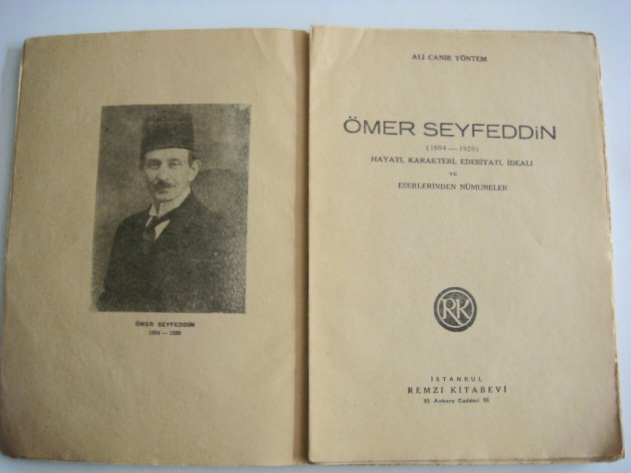 ÖMER SEYFEDDİN
1884 — 1920
ALİ CANİB YÖNTEM
ÖMER SEYFEDDiN
(1884 — 1920)
HAYATI, KARAKTERİ, EDEBİYATI, İDEALİ
VE
ESERLERİNDEN NÜMUNELER
RK
İSTANBUL
REMZİ KİTABEVİ
93 Ankara Caddesi 93